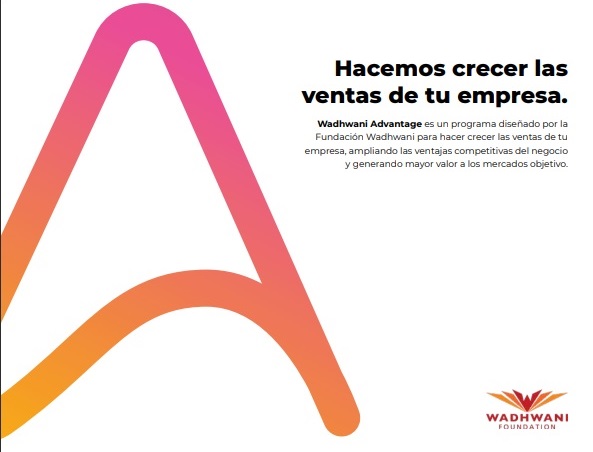 Hacemos crecer las
ventas de tu empresa.
Wadhwani Advantage es un programa diseñado por la
Fundación Wadhwani para hacer crecer las ventas de tu
empresa, ampliando las ventajas competitivas del negocio
y generando mayor valor a los mercados objetivo.
WADHWANI
FOUNDATION